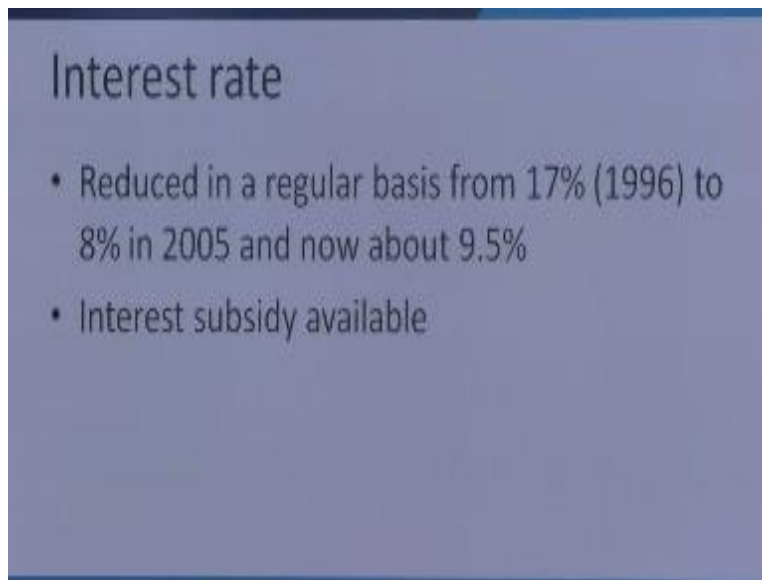 Interest rate
• Reduced in a regular basis from 17% (1996) to
8% in 2005 and now about 9.5%
• Interest subsidy available